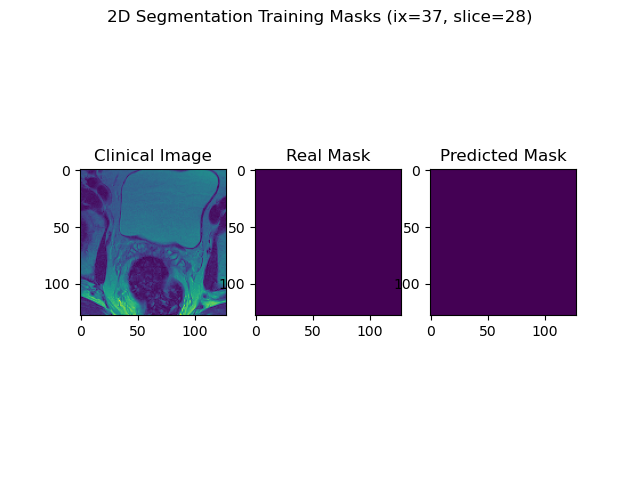 2D Segmentation Training Masks (ix=37, slice=28)
Clinical Image Real Mask Predicted Mask
0 0 0
50 50 50
100 100 100
0 50 100 0 50 100 0 50 100